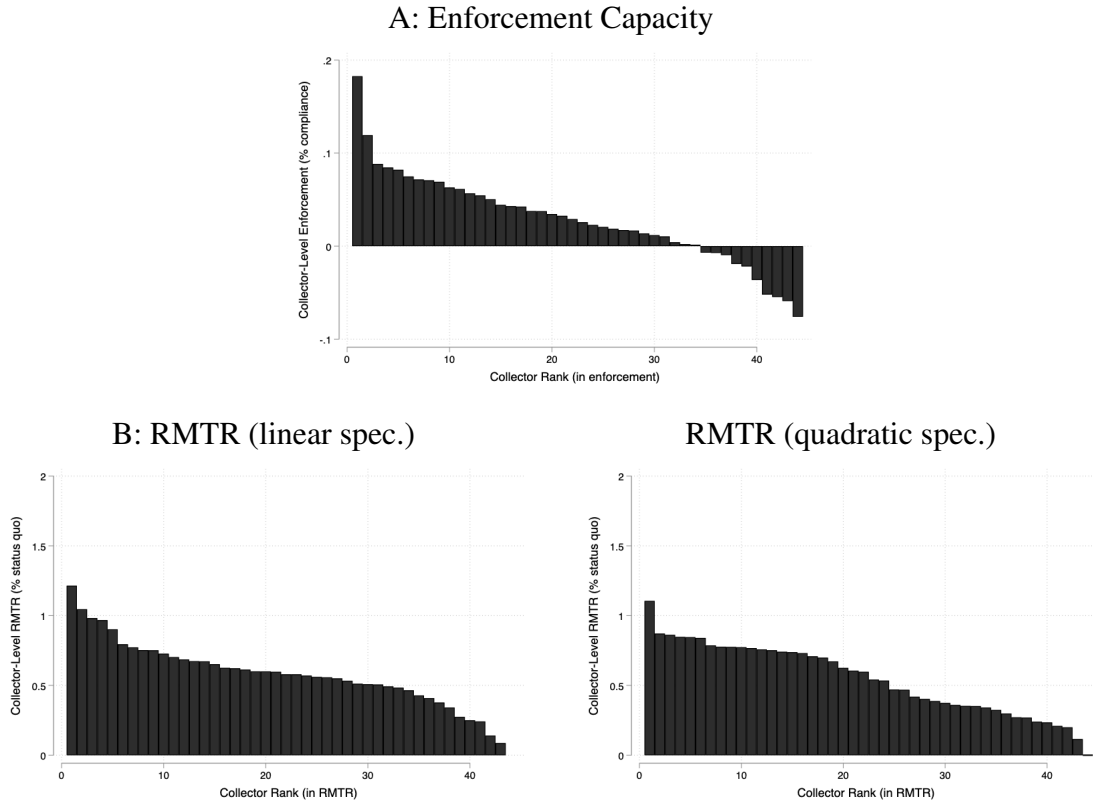 A: Enforcement Capacity
Collector-Level Enforcement (% compliance)
.2
.1
0
-.1
0 10 20 30 40
Collector Rank (in enforcement)
B: RMTR (linear spec.)
Collector-Level RMTR (% status quo)
2
1.5
1
0.5
0
0 10 20 30 40
Collector Rank (in RMTR)
RMTR (quadratic spec.)
Collector-Level RMTR (% status quo)
2
1.5
1
0.5
0
0 10 20 30 40
Collector Rank (in RMTR)